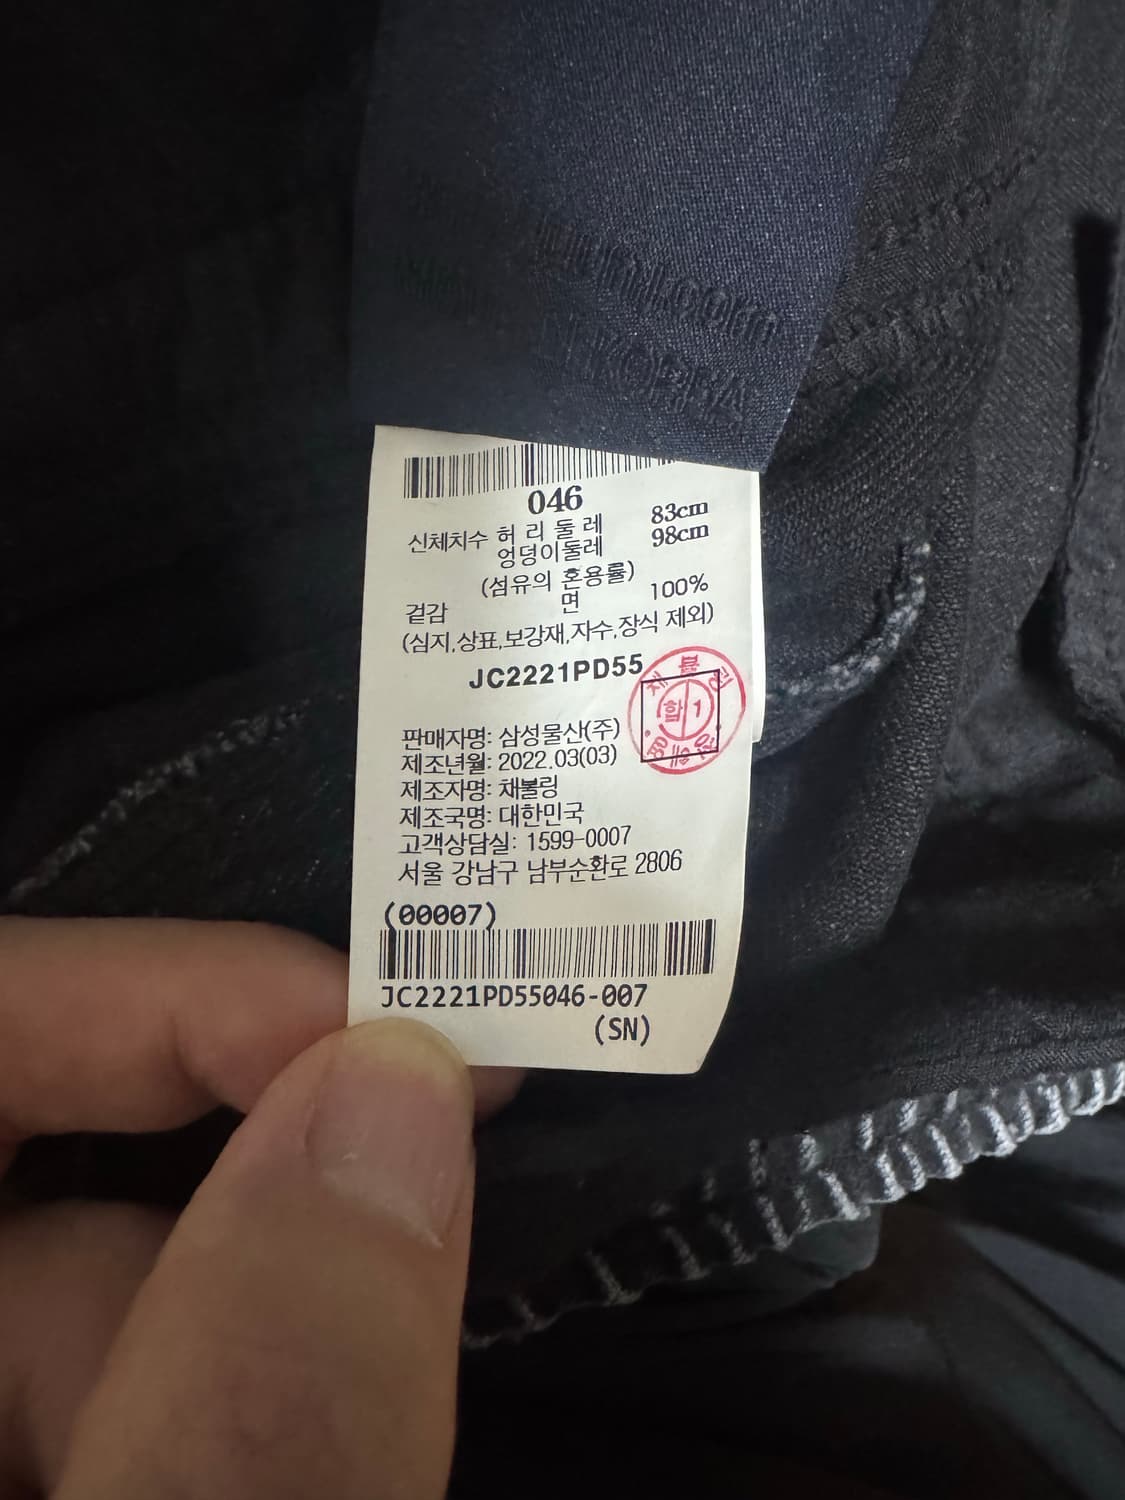 046
신체치수 허 리 둘 레 83cm
엉덩이둘레 98cm
(섬유의 혼용률)
겉감 면 100%
(심지,상표,보강재,자수,장식 제외)
JC2221PD55
합 1
판매자명: 삼성물산(주)
제조년월: 2022.03(03)
제조자명: 채블링
제조국명: 대한민국
고객상담실: 1599-0007
서울 강남구 남부순환로 2806
(00007)
JC2221PD55046-007
(SN)